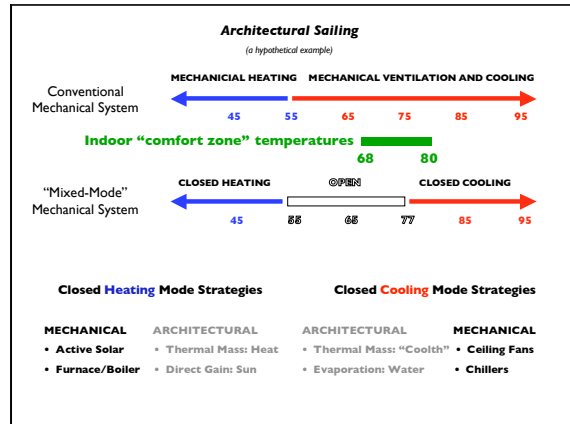 Architectural Sailing
(a hypothetical example)
MECHANICIAL HEATING MECHANICAL VENTILATION AND COOLING
Conventional
Mechanical System
45 55 65 75 85 95
Indoor “comfort zone” temperatures
68 80
CLOSED HEATING OPEN CLOSED COOLING
“Mixed-Mode”
Mechanical System
45 55 65 77 85 95
Closed Heating Mode Strategies Closed Cooling Mode Strategies
MECHANICAL ARCHITECTURAL ARCHITECTURAL MECHANICAL
• Active Solar • Thermal Mass: Heat • Thermal Mass: “Coolth” • Ceiling Fans
• Furnace/Boiler • Direct Gain: Sun • Evaporation: Water • Chillers